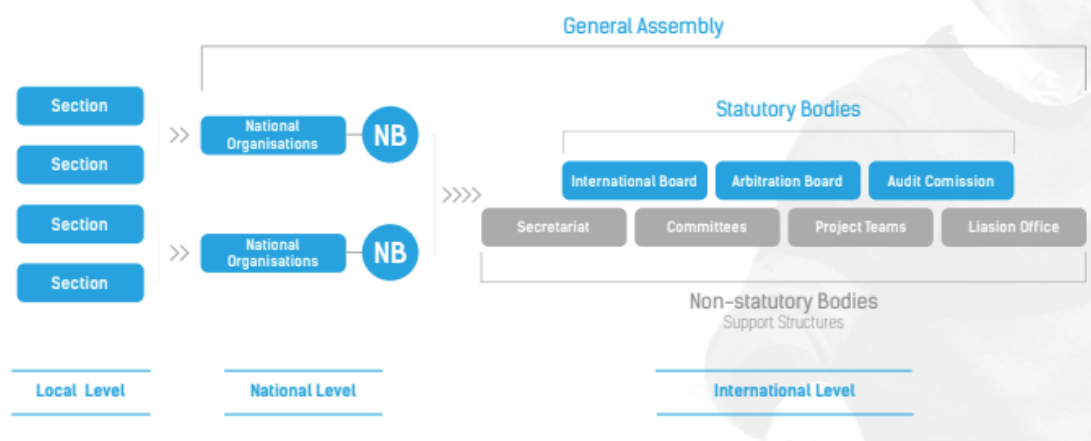 General Assembly
Section
Section
Section
Section
National
Organisations
NB
National
Organisations
NB
Statutory Bodies
International Board
Arbitration Board
Audit Comission
Secretariat
Committees
Project Teams
Liasion Office
Non-statutory Bodies
Support Structures
Local Level
National Level
International Level